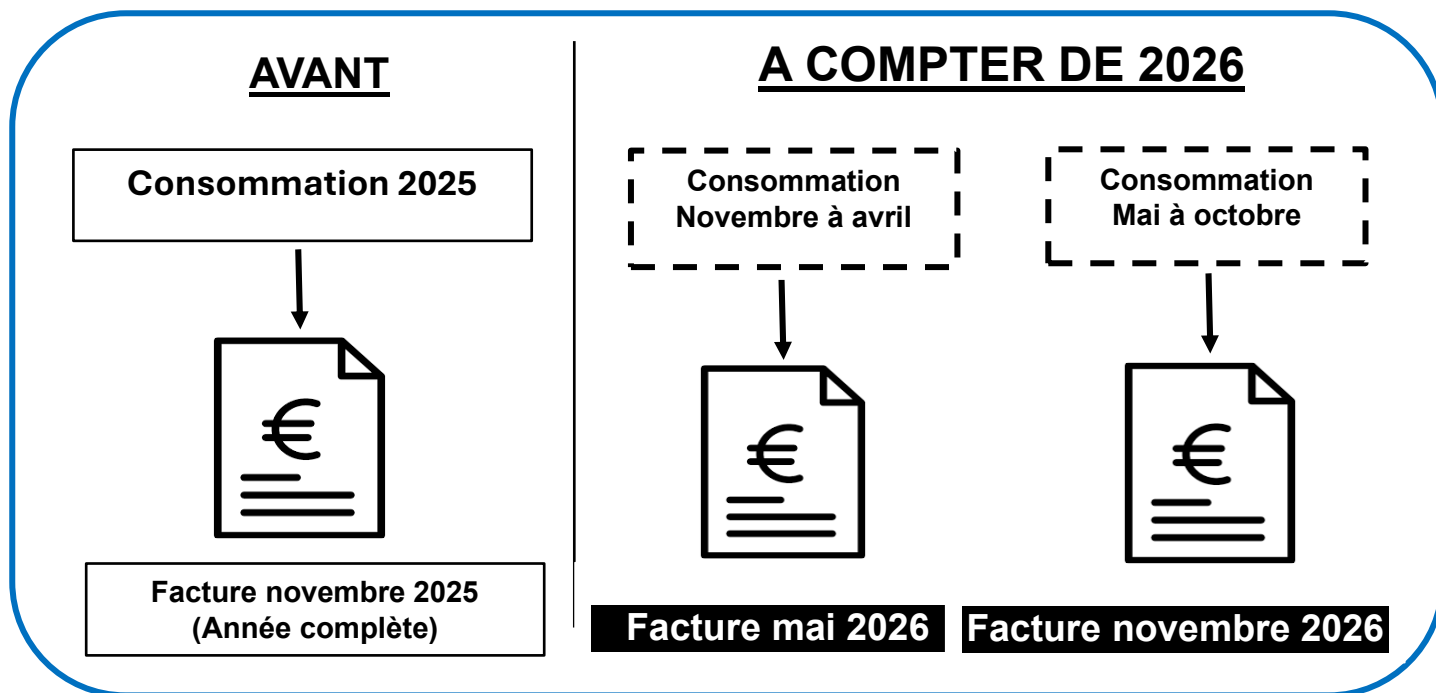 AVANT
Consommation 2025
€
Facture novembre 2025
(Année complète)
A COMPTER DE 2026
Consommation
Novembre à avril
€
Facture mai 2026
Consommation
Mai à octobre
€
Facture novembre 2026